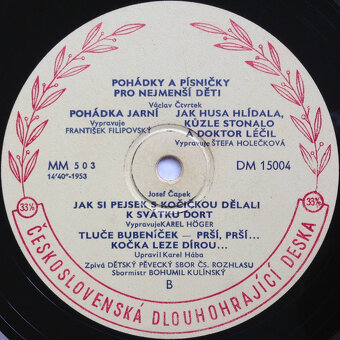 POHÁDKY A PÍSNIČKY
PRO NEJMENŠÍ DĚTI
Václav Čtvrtek
POHÁDKA JARNÍ
Vypravuje
FRANTIŠEK FILIPOVSKÝ
JAK HUSA HLÍDALA,
KŮZLE STONALO
A DOKTOR LÉČIL
Vypravuje ŠTEFA HOLEČKOVÁ
MM 503
14/40"-1953
DM 15004
Josef Čapek
JAK SI PEJSEK S KOČIČKOU DĚLALI
K SVÁTKU DORT
Vypravuje KAREL HÖGER
TLUČE BUBENÍČEK — PRŠÍ, PRŠÍ...
KOČKA LEZE DÍROU...
Upravil Karel Hába
Zpívá DĚTSKÝ PĚVECKÝ SBOR ČS. ROZHLASU
Sbormistr BOHUMIL KULÍNSKÝ
B
33⅓
33⅓
ČESKOSLOVENSKÁ DLOUHOHRAJÍCÍ DESKA